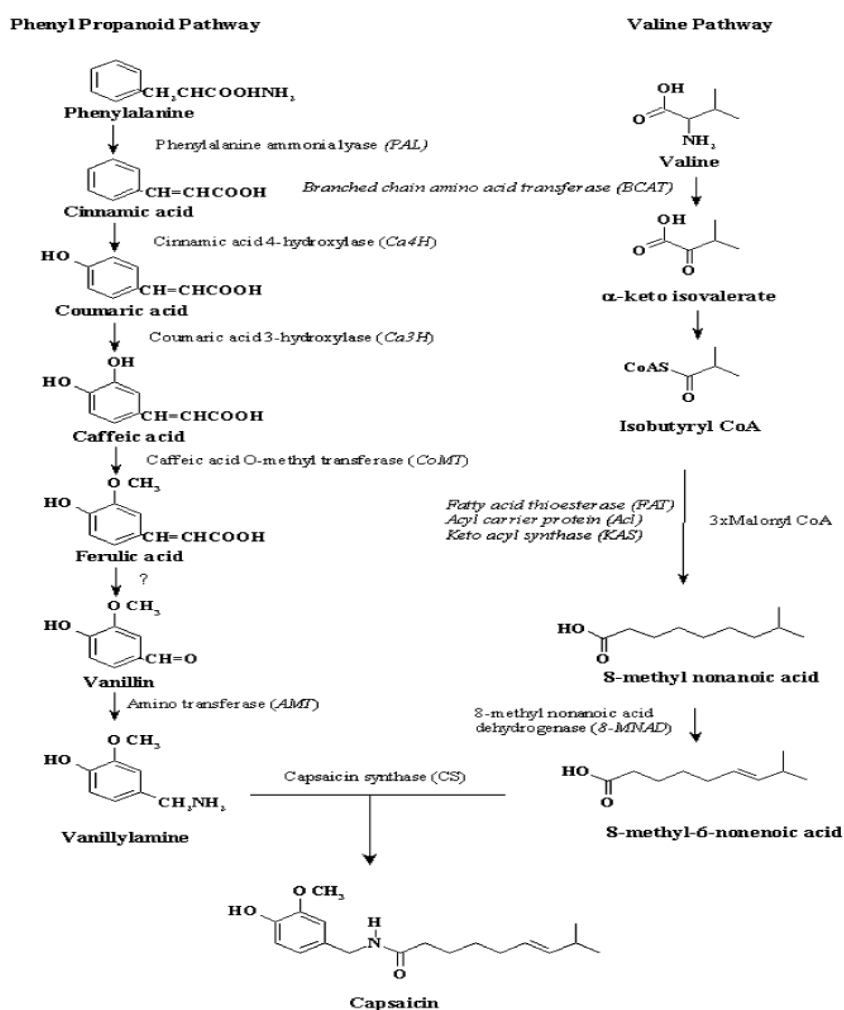 Phenyl Propanoid Pathway
Valine Pathway
CH₂CHCOOHNH₂
Phenylalanine
Phenylalanine ammonialyase (PAL)
CH=CHCOOH
Cinnamic acid
Cinnamic acid 4-hydroxylase (Ca4H)
HO
CH=CHCOOH
Coumaric acid
Coumaric acid 3-hydroxylase (Ca3H)
OH
HO
CH=CHCOOH
Caffeic acid
Caffeic acid O-methyl transferase (CoMT)
O CH₃
HO
CH=CHCOOH
Ferulic acid
?
O CH₃
HO
CH=O
Vanillin
Amino transferase (AMT)
O CH₃
HO
CH₂NH₂
Vanillylamine
OH
O
NH₂
Valine
Branched chain amino acid transferase (BCAT)
OH
O
O
α-keto isovalerate
CoAS
O
Isobutyryl CoA
Fatty acid thioesterase (FAT)
Acyl carrier protein (Acl)
Keto acyl synthase (KAS)
3xMalonyl CoA
HO
O
8-methyl nonanoic acid
8-methyl nonanoic acid
dehydrogenase (8-MNAD)
HO
O
8-methyl-6-nonenoic acid
Capsaicin synthase (CS)
O CH₃
HO
H
N
O
Capsaicin